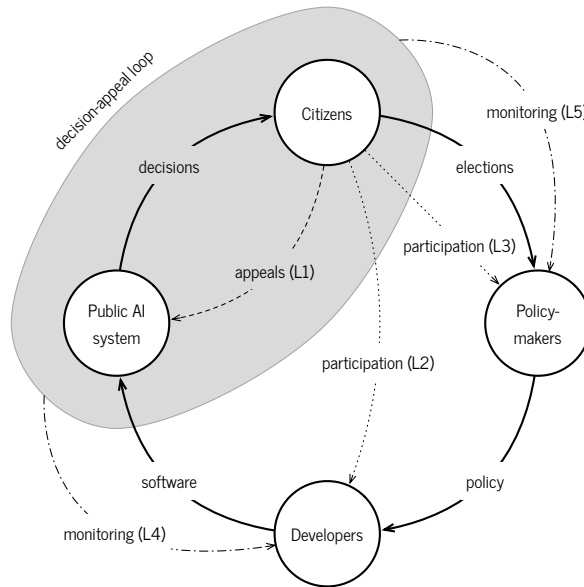 decision-appeal loop
Citizens
monitoring (L5)
decisions
elections
participation (L3)
appeals (L1)
Public AI
system
Policy-
makers
participation (L2)
software
policy
monitoring (L4)
Developers